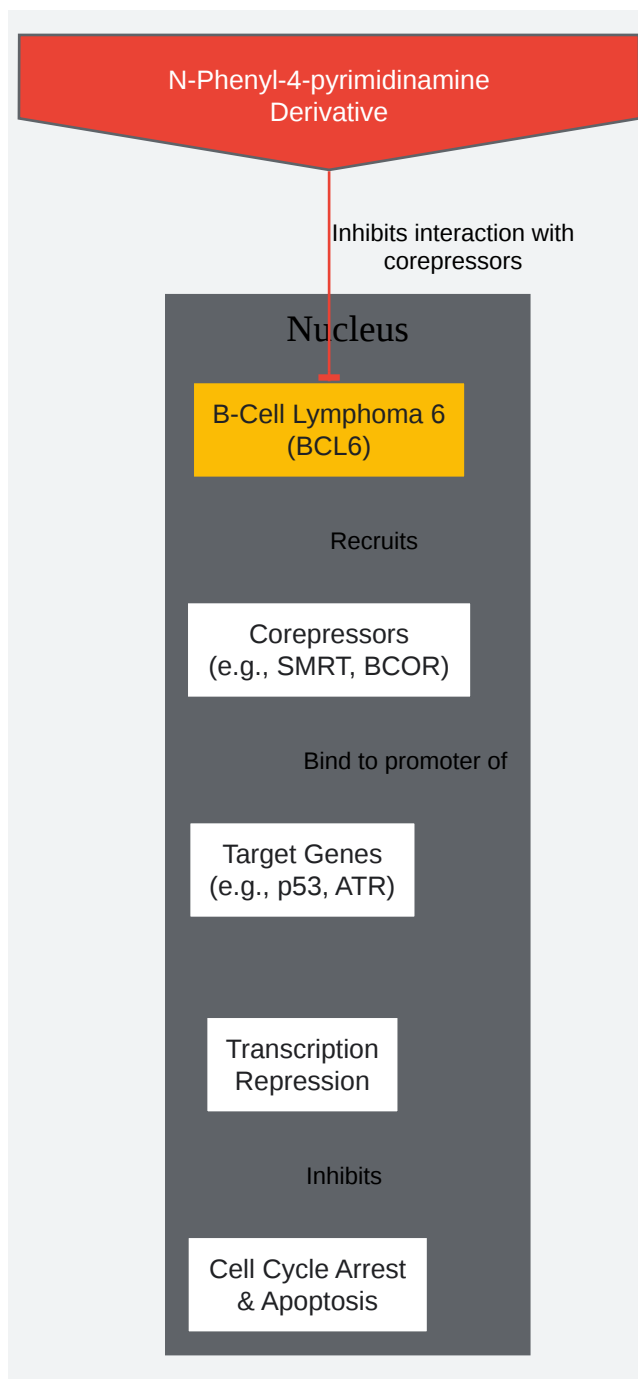 N-Phenyl-4-pyrimidinamine
Derivative
Inhibits interaction with
corepressors
Nucleus
B-Cell Lymphoma 6
(BCL6)
Recruits
Corepressors
(e.g., SMRT, BCOR)
Bind to promoter of
Target Genes
(e.g., p53, ATR)
Transcription
Repression
Inhibits
Cell Cycle Arrest
& Apoptosis